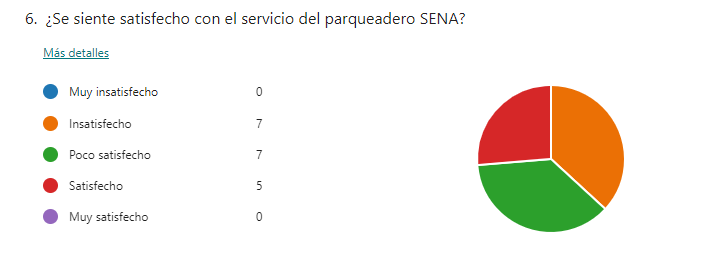 6. ¿Se siente satisfecho con el servicio del parqueadero SENA?
Más detalles
Muy insatisfecho 0
Insatisfecho 7
Poco satisfecho 7
Satisfecho 5
Muy satisfecho 0